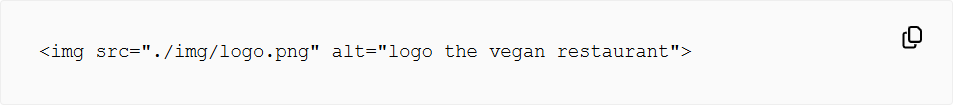 <img src="./img/logo.png" alt="logo the vegan restaurant">